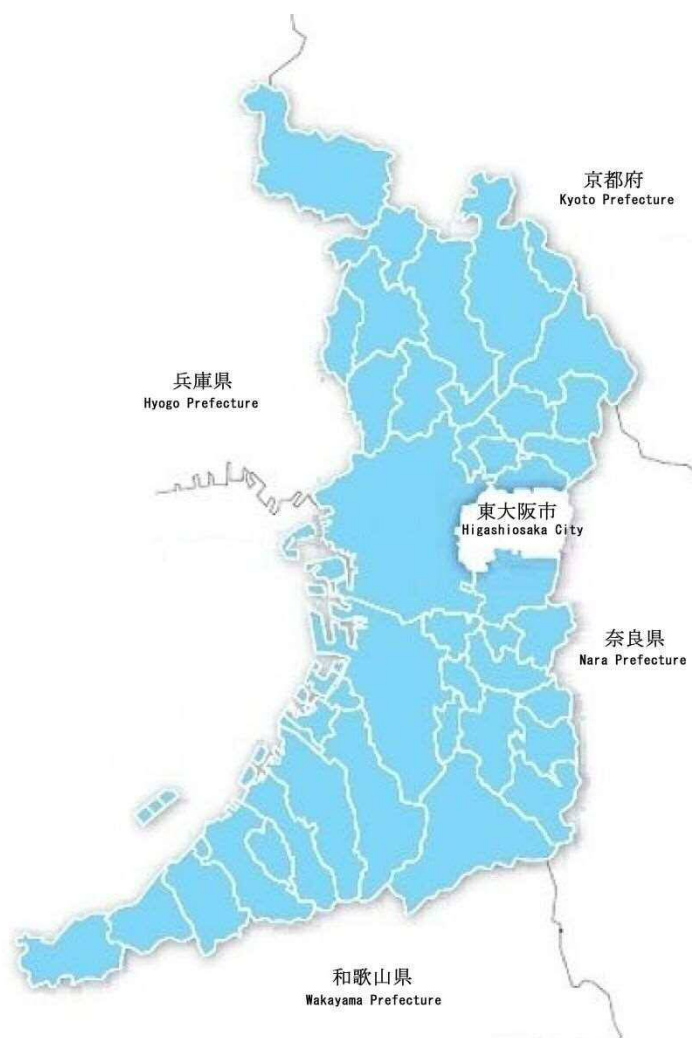 京都府
Kyoto Prefecture
兵庫県
Hyogo Prefecture
東大阪市
Higashiosaka City
奈良県
Nara Prefecture
和歌山県
Wakayama Prefecture